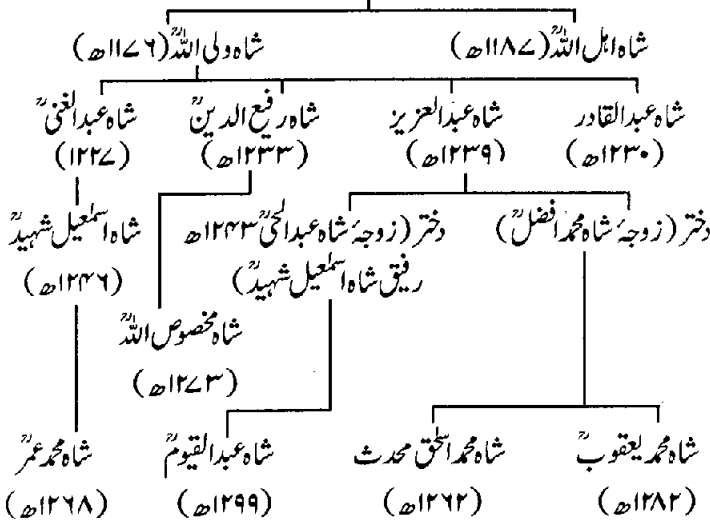 شاہ اہل اللہؒ (۱۱۸۷ھ) شاہ ولی اللہؒ (۱۱۷۶ھ)
شاہ عبدالقادر شاہ عبدالعزیز شاہ رفیع الدینؒ شاہ عبدالغنیؒ
(۱۲۳۰ھ) (۱۲۳۹ھ) (۱۲۳۳ھ) (۱۲۲۷)
دختر (زوجۂ شاہ محمد افضلؒ) دختر (زوجۂ شاہ عبدالحیؒ ۱۲۴۳ھ شاہ اسمٰعیل شہیدؒ
رفیق شاہ اسمٰعیل شہیدؒ) (۱۲۴۶ھ)
شاہ مخصوص اللہؒ
(۱۲۷۳ھ)
شاہ محمد یعقوبؒ شاہ محمد اسحٰق محدث شاہ عبدالقیومؒ شاہ محمد عمرؒ
(۱۲۸۲ھ) (۱۲۶۲ھ) (۱۲۹۹ھ) (۱۲۶۸ھ)